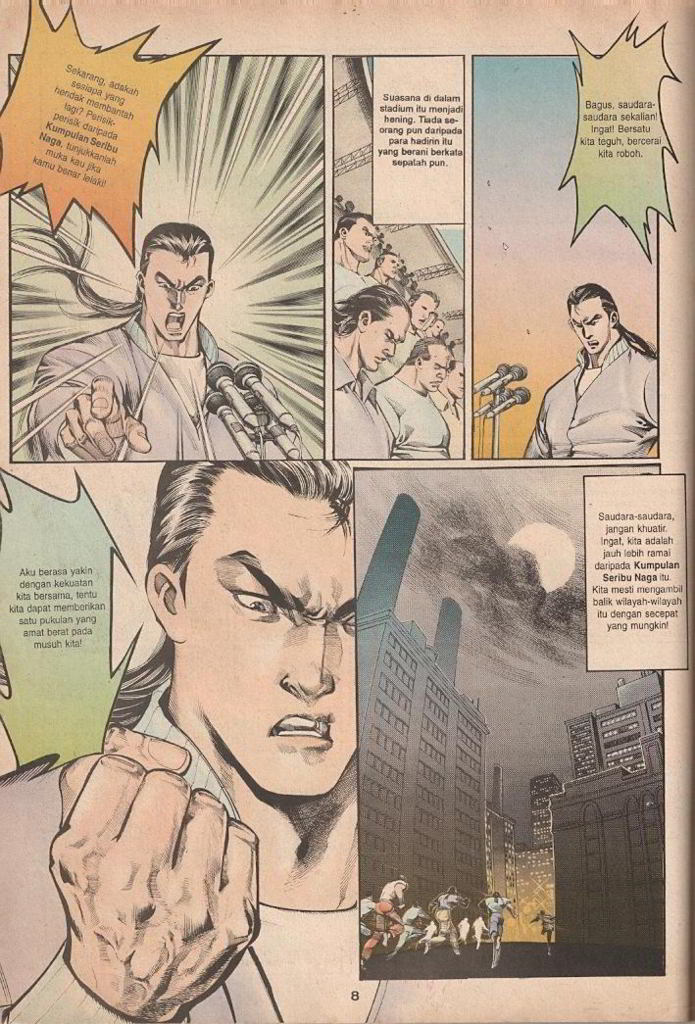 Sekarang, adakah
sesiapa yang
hendak membantah
lagi? Perisik-
perisik daripada
Kumpulan Seribu
Naga, tunjukkanlah
muka kau jika
kamu benar lelaki!
Suasana di dalam
stadium itu menjadi
hening. Tiada se-
orang pun daripada
para hadirin itu
yang berani berkata
sepatah pun.
Bagus, saudara-
saudara sekalian!
Ingat! Bersatu
kita teguh, bercerai
kita roboh.
Aku berasa yakin
dengan kekuatan
kita bersama, tentu
kita dapat memberikan
satu pukulan yang
amat berat pada
musuh kita!
Saudara-saudara,
jangan khuatir.
Ingat, kita adalah
jauh lebih ramai
daripada Kumpulan
Seribu Naga itu.
Kita mesti mengambil
balik wilayah-wilayah
itu dengan secepat
yang mungkin!
8